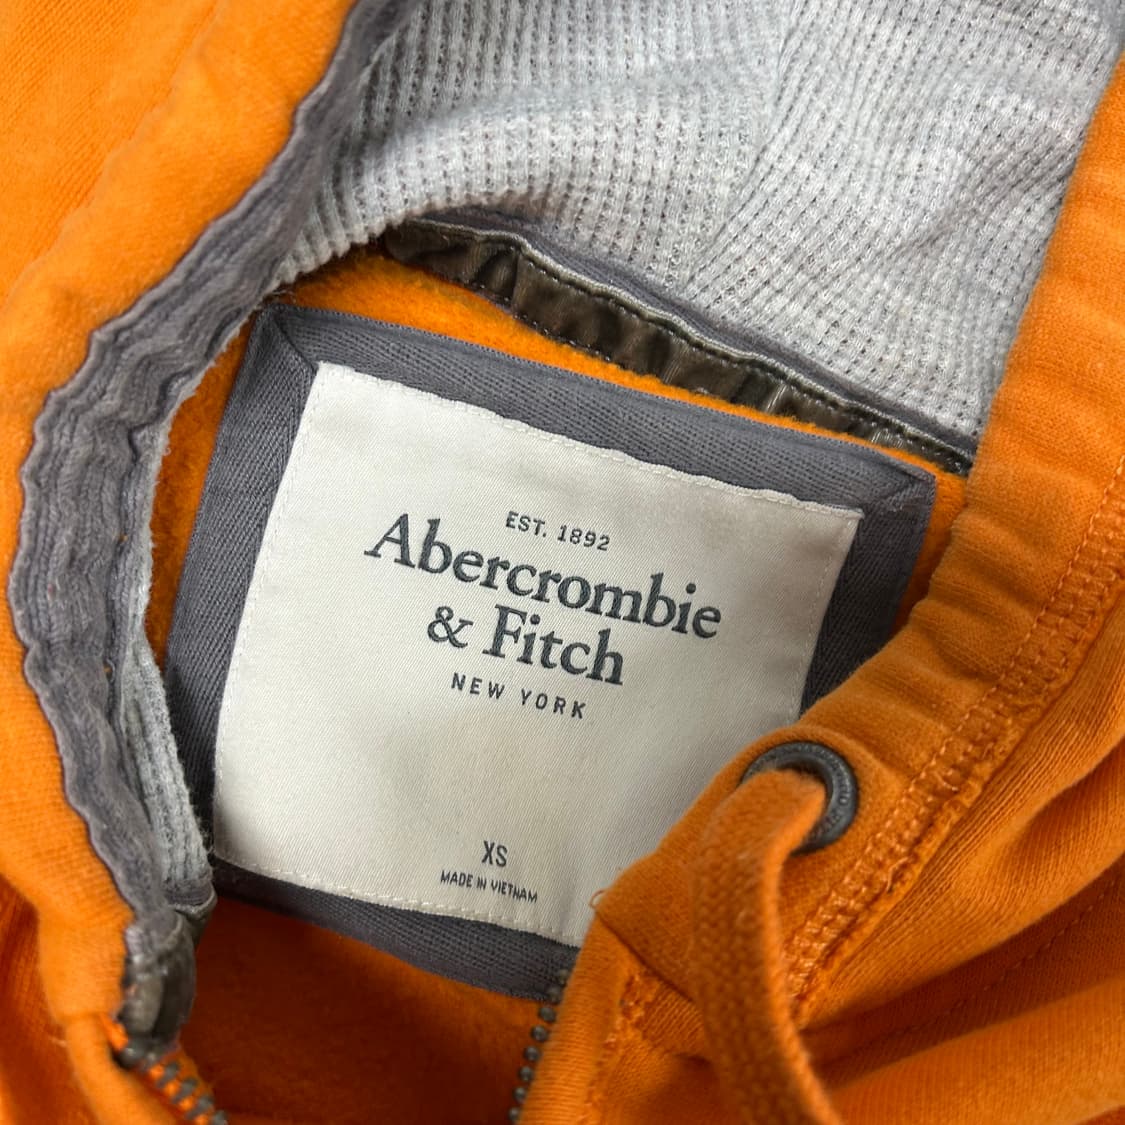 EST. 1892
Abercrombie
& Fitch
NEW YORK
XS
MADE IN VIETNAM